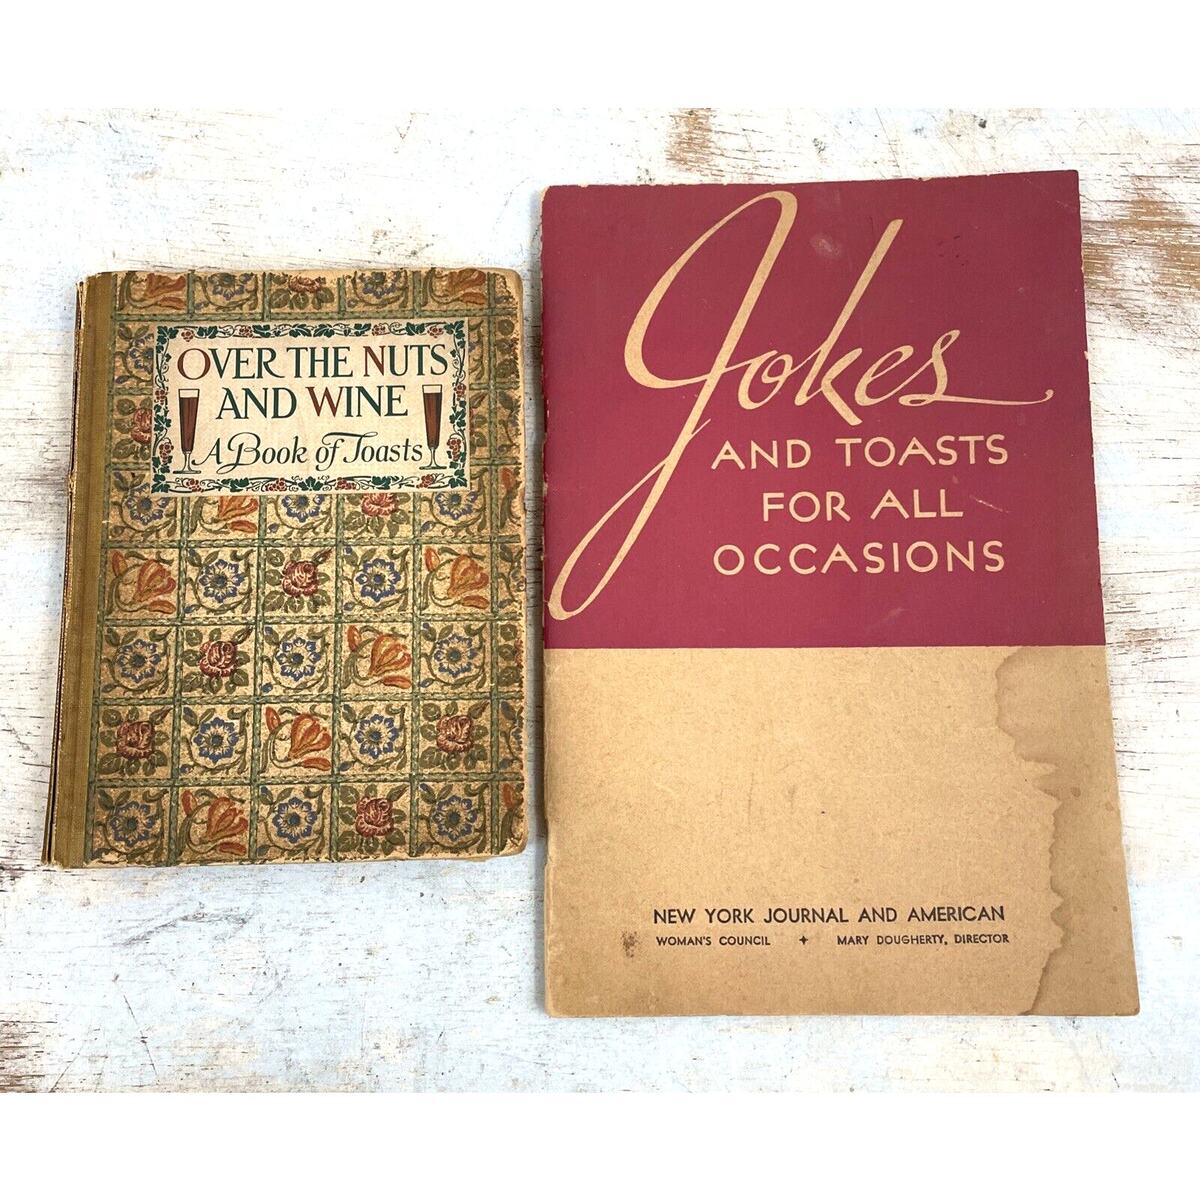 OVER THE NUTS
AND WINE
A Book of Toasts
Jokes
AND TOASTS
FOR ALL
OCCASIONS
NEW YORK JOURNAL AND AMERICAN
WOMAN'S COUNCIL ✦ MARY DOUGHERTY, DIRECTOR